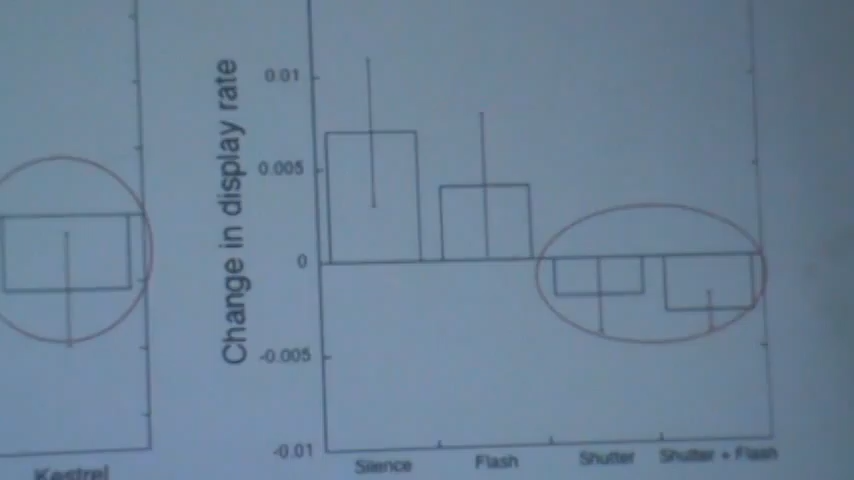 Change in display rate
0.01
0.005
0
-0.005
-0.01
Silence Flash Shutter Shutter + Flash
Kestrel